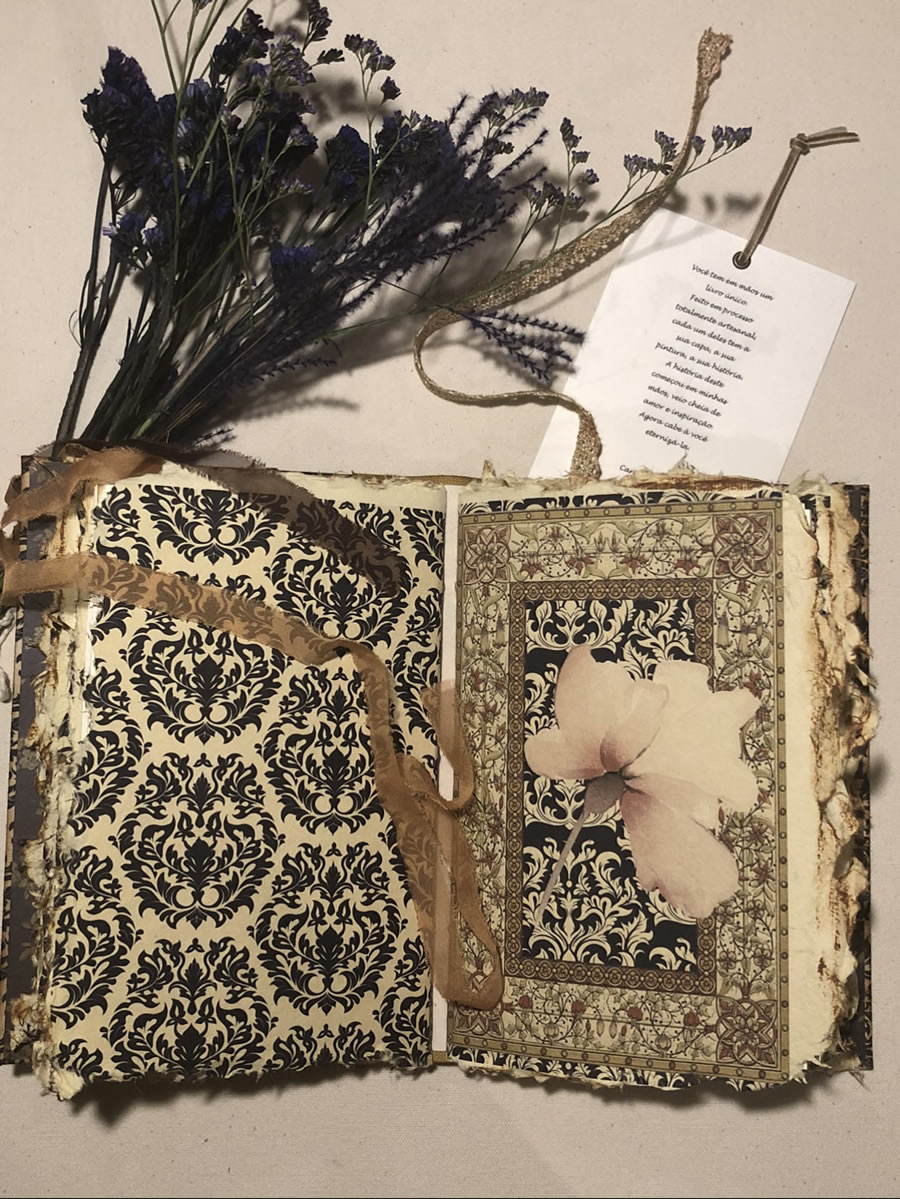 Você tem em mãos um
livro único.
Feito em processo
totalmente artesanal,
cada um deles tem a
sua capa, a sua
pintura, a sua história.
A história deste
começou em minhas
mãos, veio cheia de
amor e inspiração.
Agora cabe à você
eternizá-la.